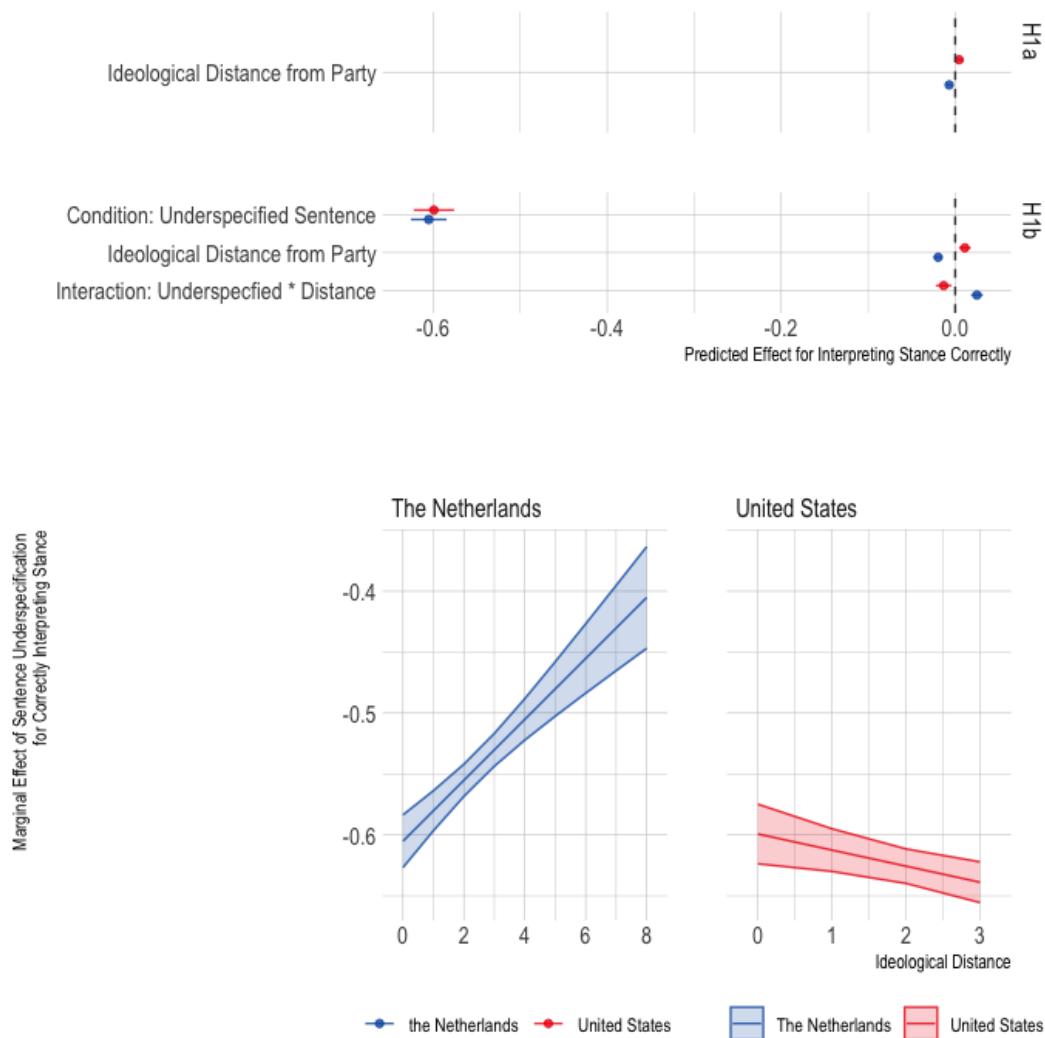 H1a
Ideological Distance from Party
Condition: Underspecified Sentence
Ideological Distance from Party
Interaction: Underspecfied * Distance
H1b
-0.6 -0.4 -0.2 0.0
Predicted Effect for Interpreting Stance Correctly
The Netherlands United States
Marginal Effect of Sentence Underspecification
for Correctly Interpreting Stance
-0.4
-0.5
-0.6
0 2 4 6 8 0 1 2 3
Ideological Distance
the Netherlands United States The Netherlands United States